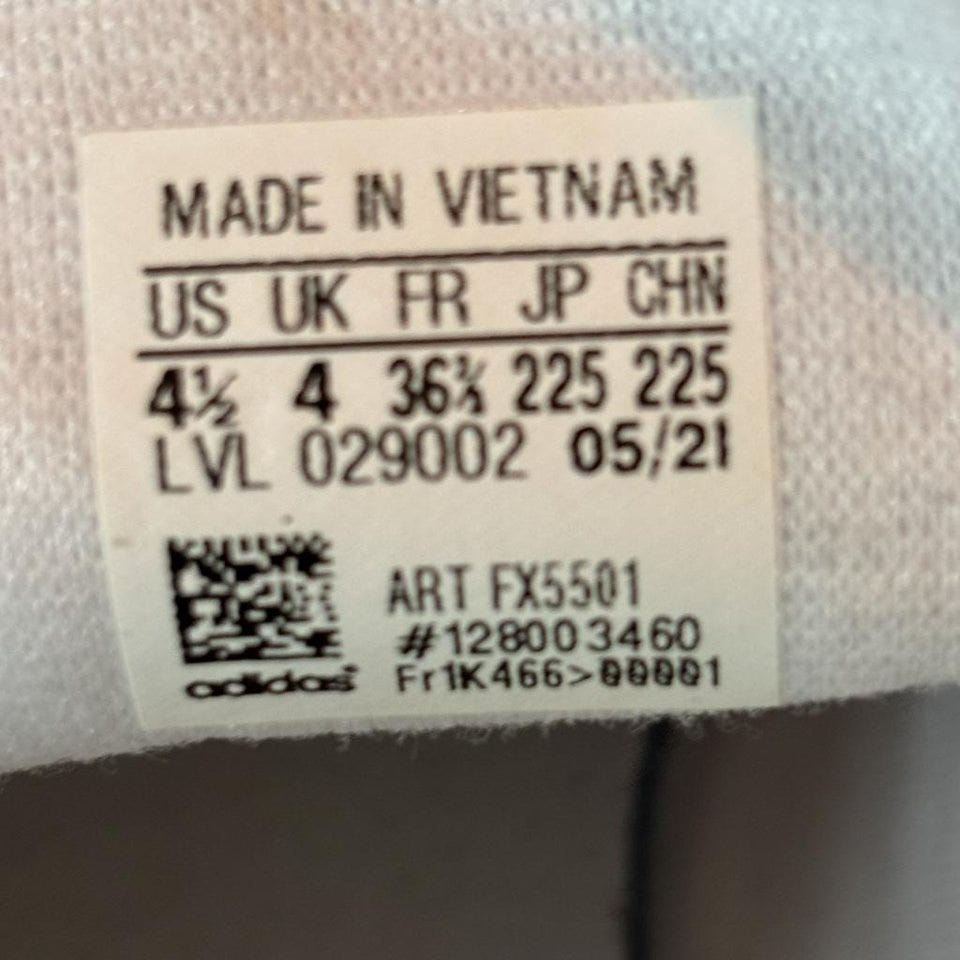 MADE IN VIETNAM
US UK FR JP CHN
4½ 4 36⅔ 225 225
LVL 029002 05/21
ART FX5501
#128003460
adidas Fr1K466>00001